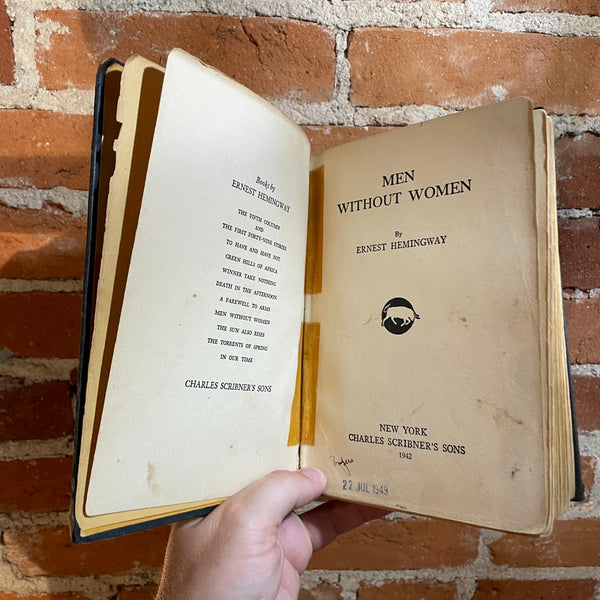 Books by
ERNEST HEMINGWAY
THE FIFTH COLUMN
AND
THE FIRST FORTY-NINE STORIES
TO HAVE AND HAVE NOT
GREEN HILLS OF AFRICA
WINNER TAKE NOTHING
DEATH IN THE AFTERNOON
A FAREWELL TO ARMS
MEN WITHOUT WOMEN
THE SUN ALSO RISES
THE TORRENTS OF SPRING
IN OUR TIME
CHARLES SCRIBNER'S SONS
MEN
WITHOUT WOMEN
By
ERNEST HEMINGWAY
NEW YORK
CHARLES SCRIBNER'S SONS
1942
22 JUL 1949